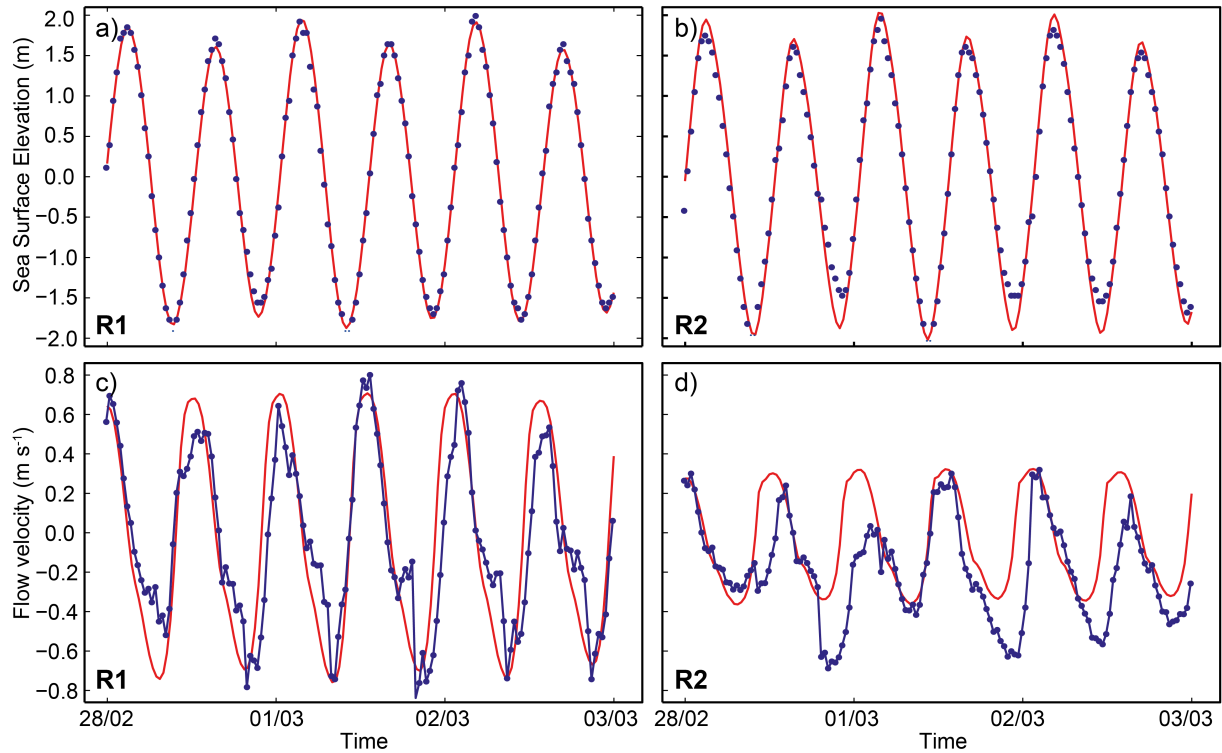 Sea Surface Elevation (m)
2.0
1.5
1.0
0.5
0.0
−0.5
−1.0
−1.5
−2.0
a)
R1
b)
R2
Flow velocity (m s⁻¹)
0.8
0.6
0.4
0.2
0.0
−0.2
−0.4
−0.6
−0.8
c)
R1
28/02 01/03 02/03 03/03
Time
d)
R2
28/02 01/03 02/03 03/03
Time